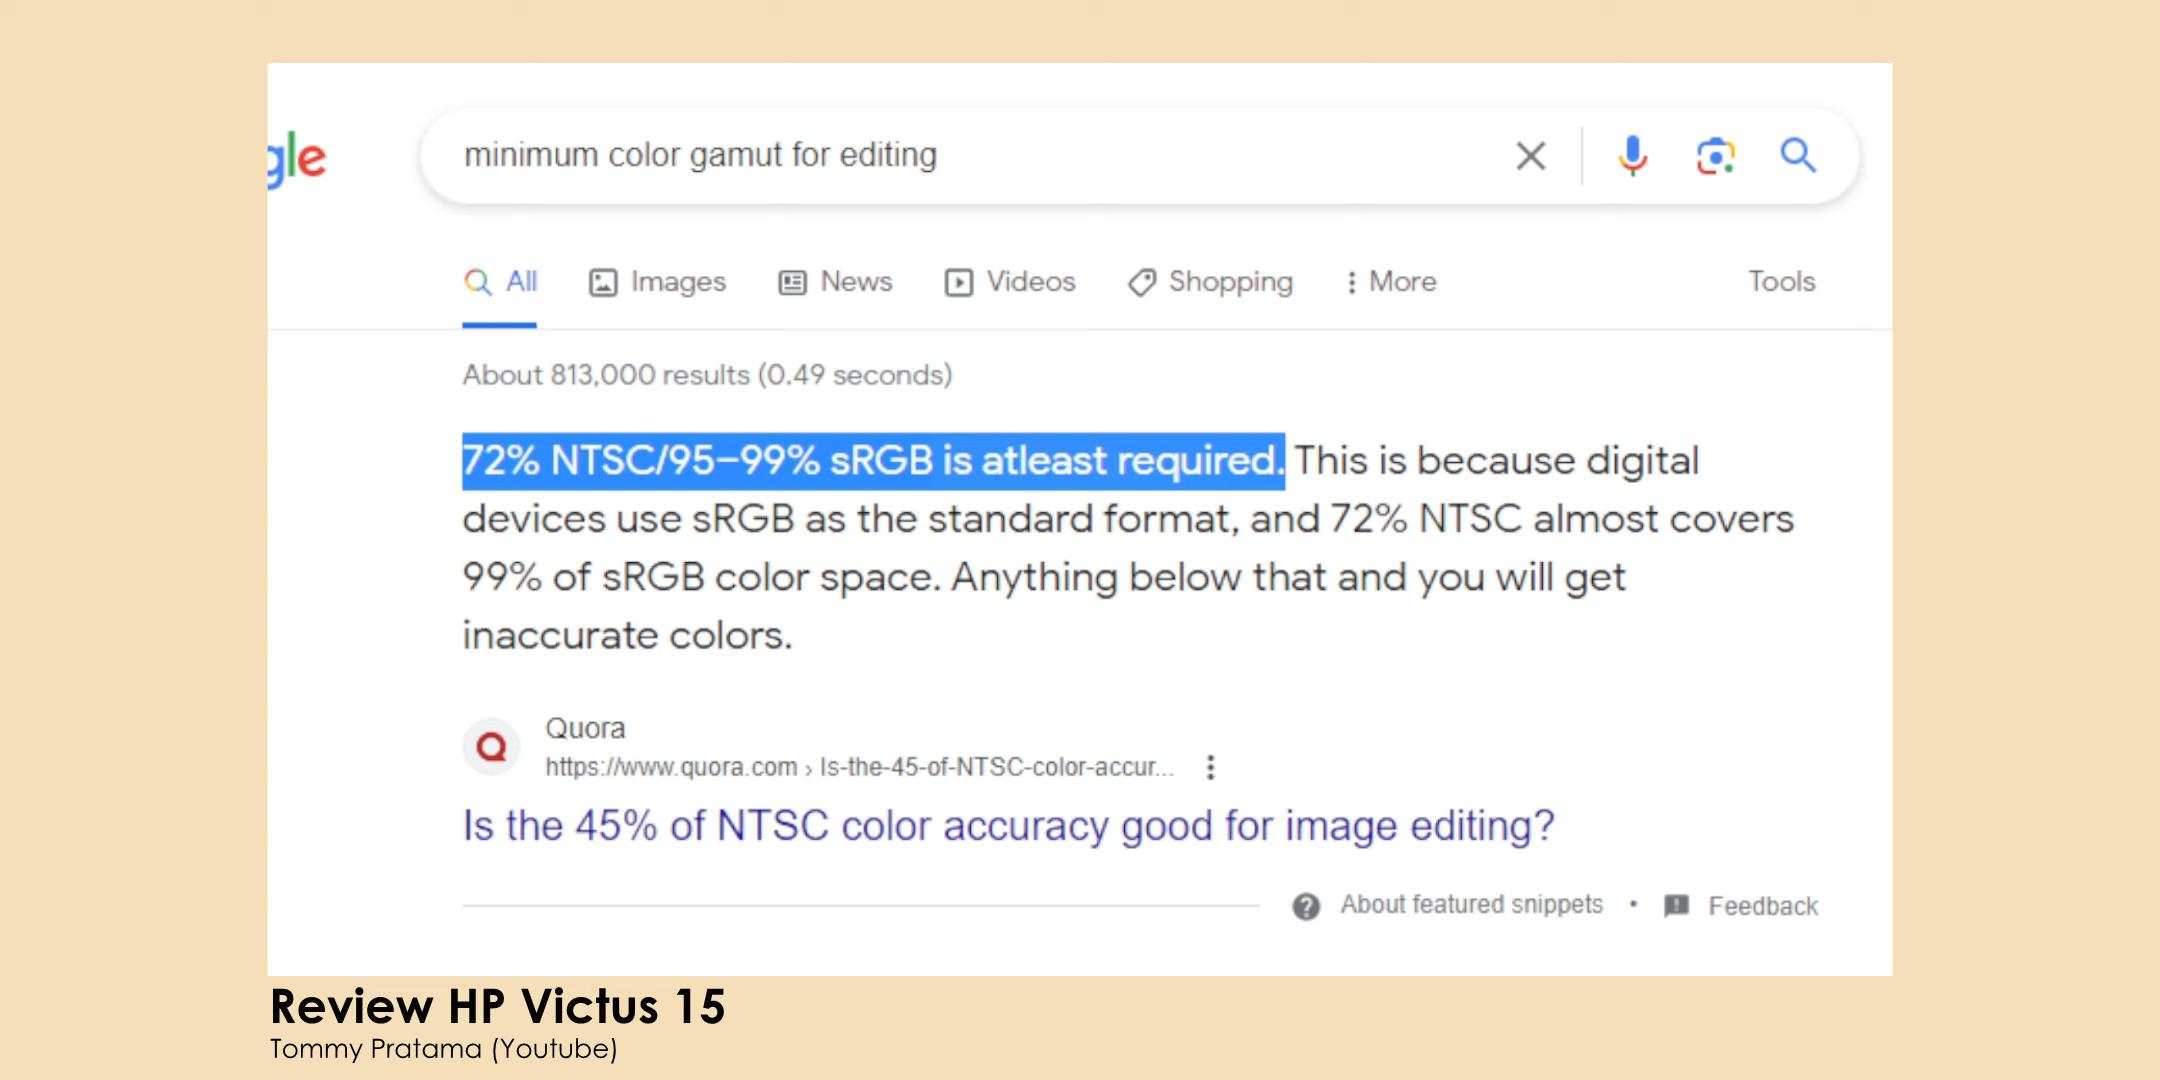 gle
minimum color gamut for editing
All Images News Videos Shopping More Tools
About 813,000 results (0.49 seconds)
72% NTSC/95–99% sRGB is atleast required. This is because digital
devices use sRGB as the standard format, and 72% NTSC almost covers
99% of sRGB color space. Anything below that and you will get
inaccurate colors.
Quora
https://www.quora.com › Is-the-45-of-NTSC-color-accur...
Is the 45% of NTSC color accuracy good for image editing?
About featured snippets • Feedback
Review HP Victus 15
Tommy Pratama (Youtube)